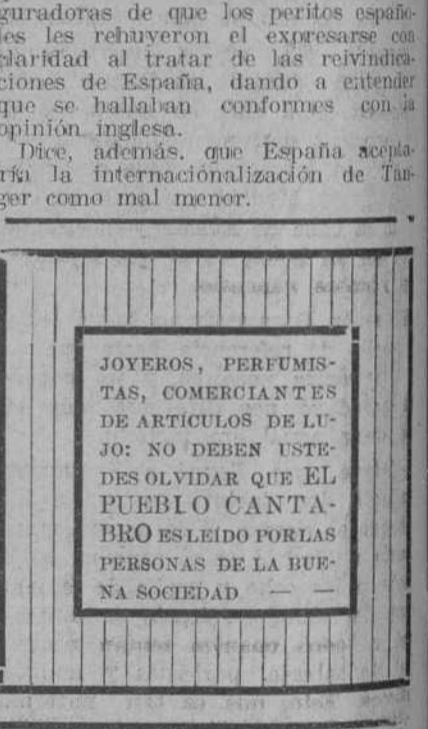 guradoras de que los peritos españo-
les les rehuyeron el expresarse con
claridad al tratar de las reivindica-
ciones de España, dando a entender
que se hallaban conformes con la
opinión inglesa.
Dice, además, que España acepta-
ría la internacionalización de Tán-
ger como mal menor.
JOYEROS, PERFUMIS-
TAS, COMERCIANTES
DE ARTÍCULOS DE LU-
JO: NO DEBEN USTE-
DES OLVIDAR QUE EL
PUEBLO CANTA-
BRO ES LEÍDO POR LAS
PERSONAS DE LA BUE-
NA SOCIEDAD — —